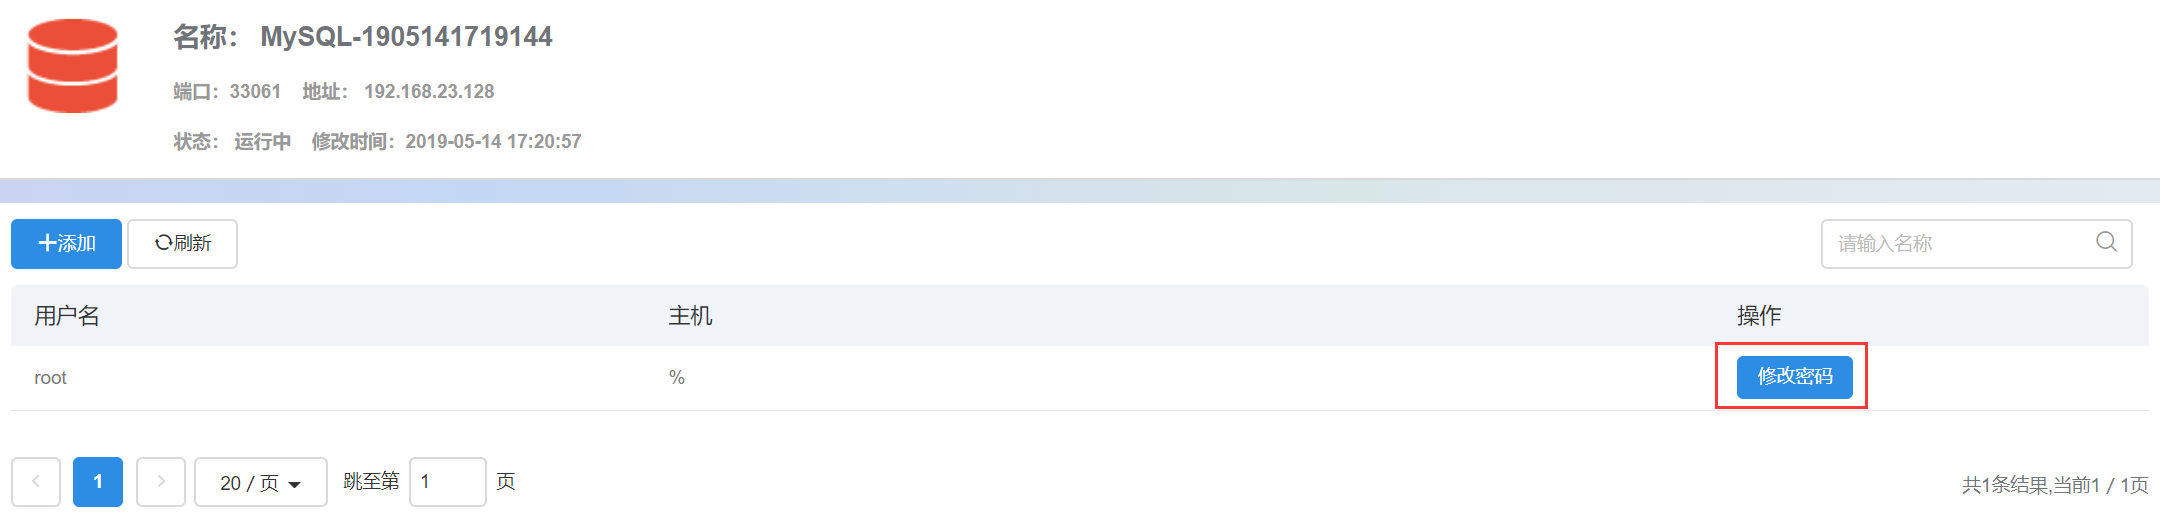 名称： MySQL-1905141719144
端口：33061 地址： 192.168.23.128
状态： 运行中 修改时间：2019-05-14 17:20:57
添加 刷新 请输入名称
用户名 主机 操作
root % 修改密码
1 20 / 页 跳至第 1 页 共1条结果,当前1 / 1页